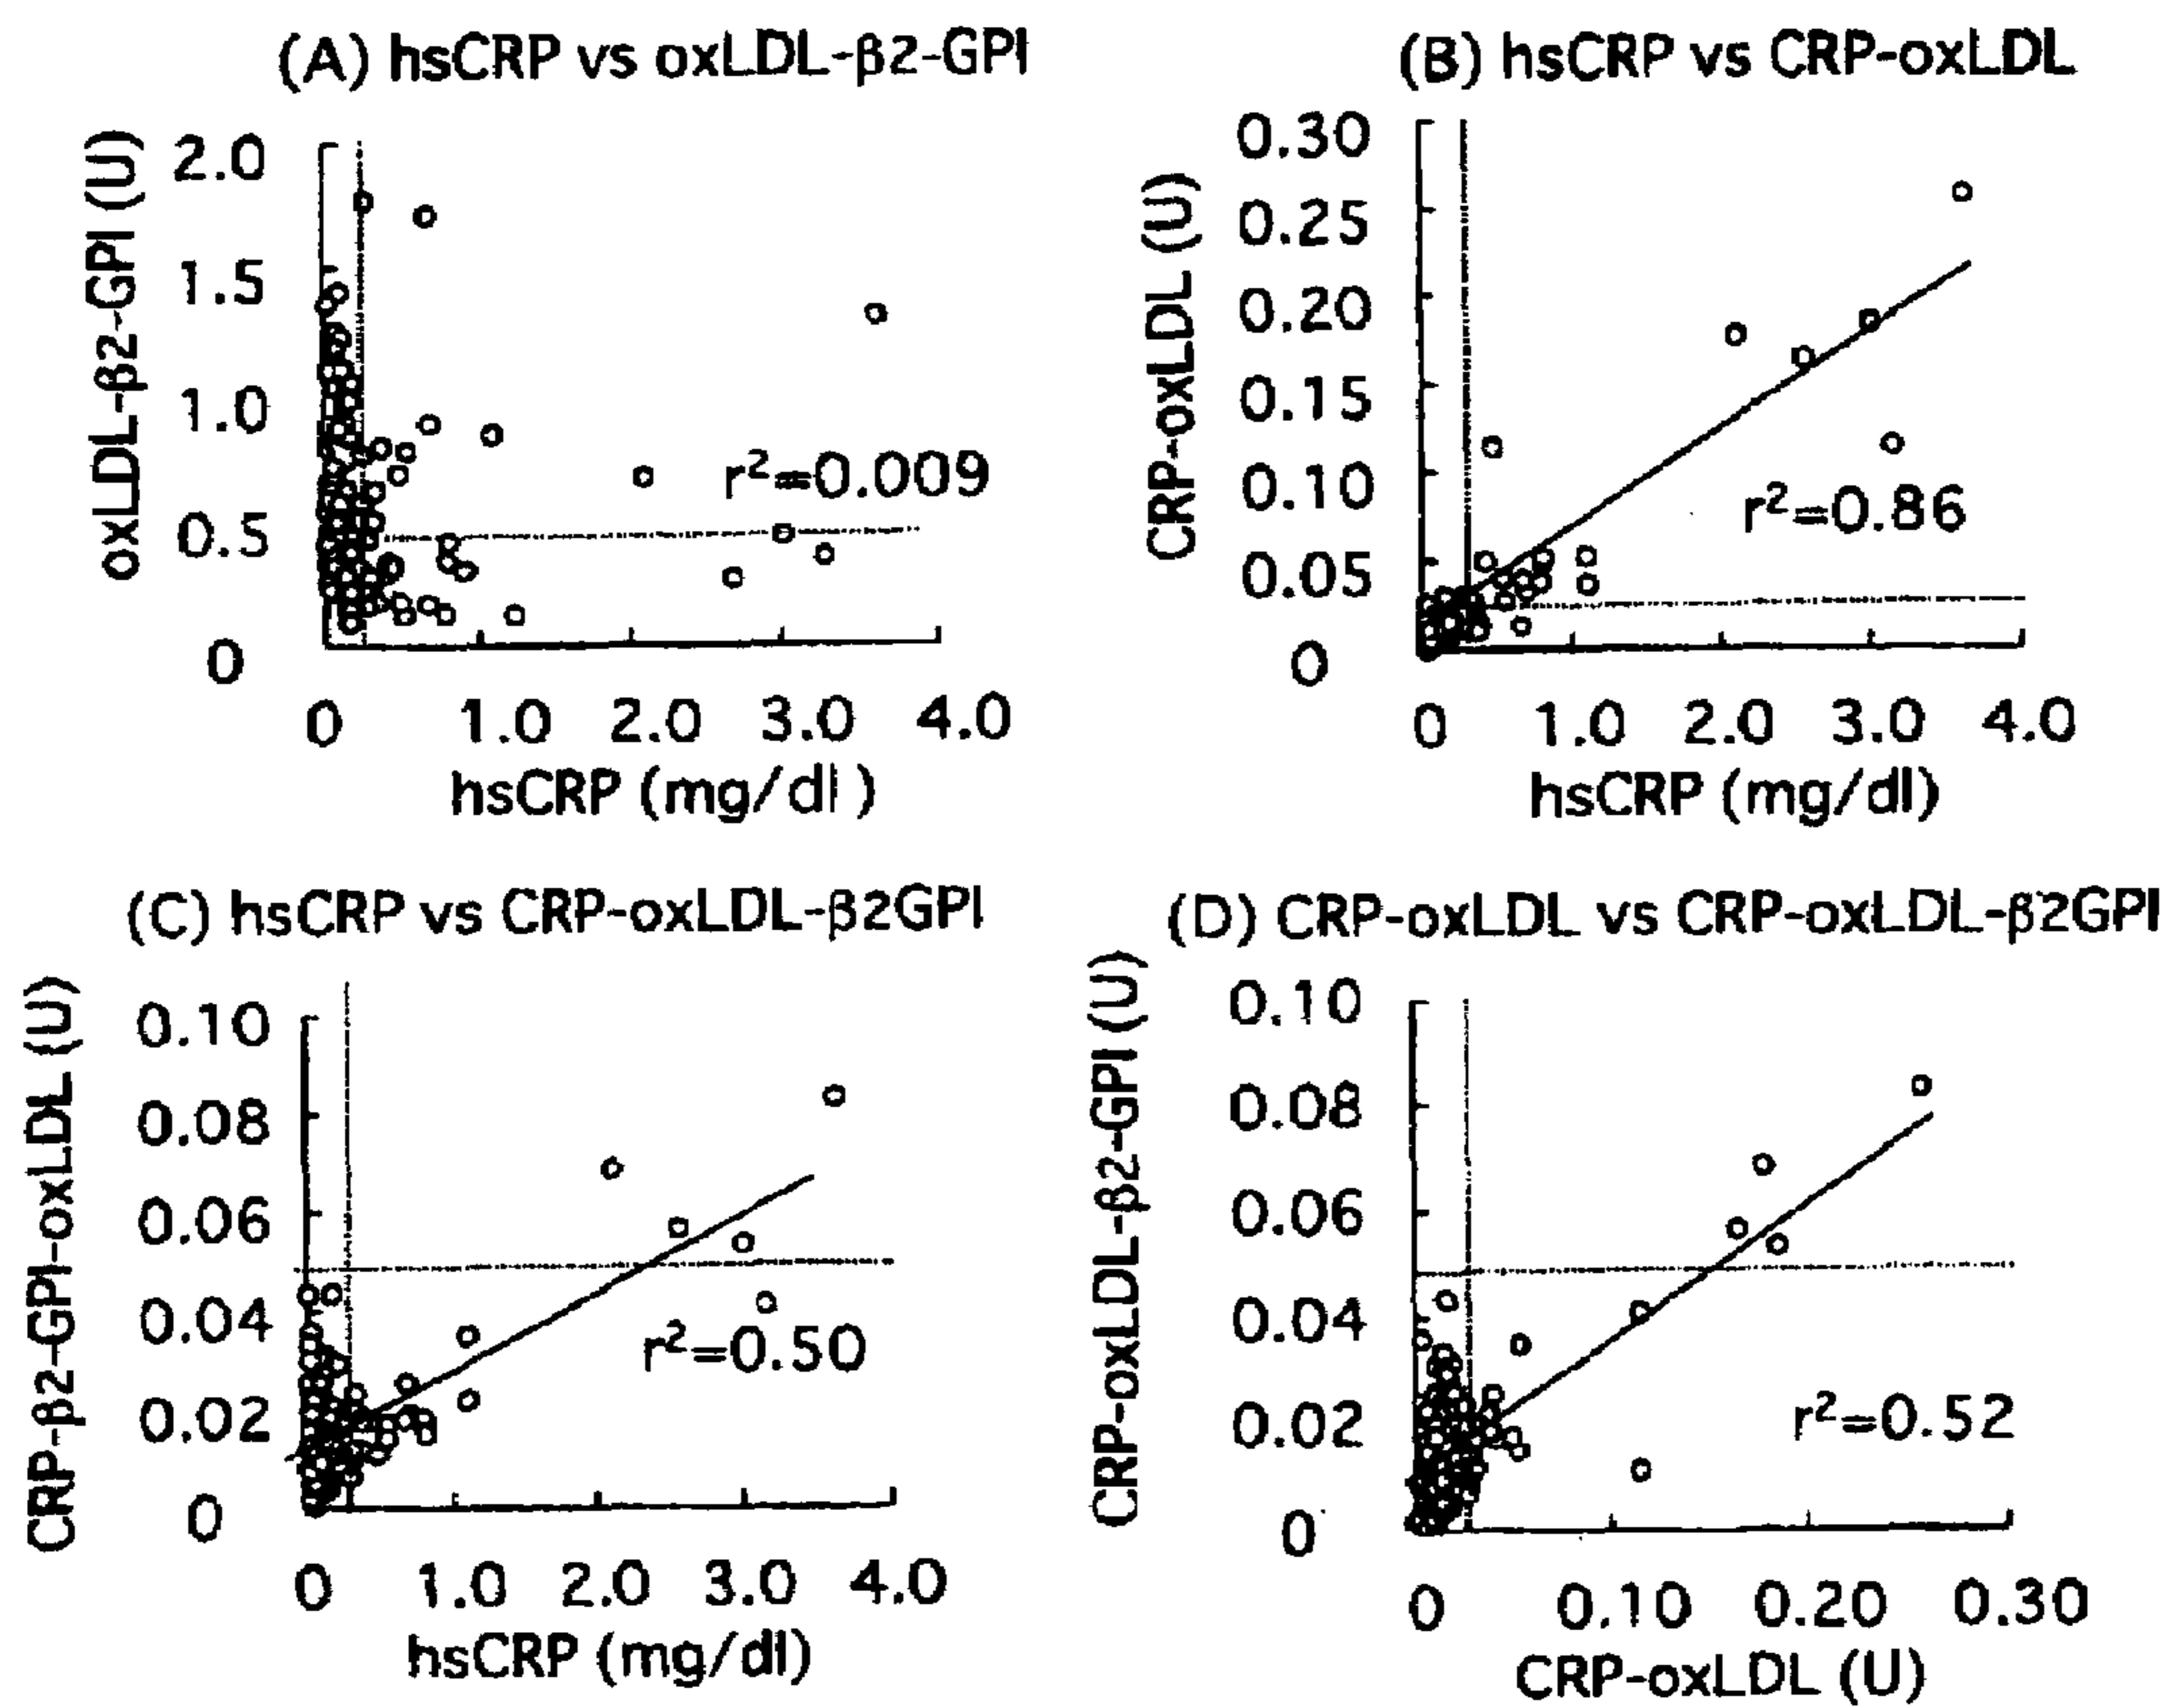 (A) hsCRP vs oxLDL-β2-GPI
oxLDL-β2-GPI (U)
2.0
1.5
1.0
0.5
0
r²=0.009
0 1.0 2.0 3.0 4.0
hsCRP (mg/dl)
(B) hsCRP vs CRP-oxLDL
CRP-oxLDL (U)
0.30
0.25
0.20
0.15
0.10
0.05
0
r²=0.86
0 1.0 2.0 3.0 4.0
hsCRP (mg/dl)
(C) hsCRP vs CRP-oxLDL-β2GPI
CRP-β2-GPI-oxLDL (U)
0.10
0.08
0.06
0.04
0.02
0
r²=0.50
0 1.0 2.0 3.0 4.0
hsCRP (mg/dl)
(D) CRP-oxLDL vs CRP-oxLDL-β2GPI
CRP-oxLDL-β2-GPI (U)
0.10
0.08
0.06
0.04
0.02
0
r²=0.52
0 0.10 0.20 0.30
CRP-oxLDL (U)